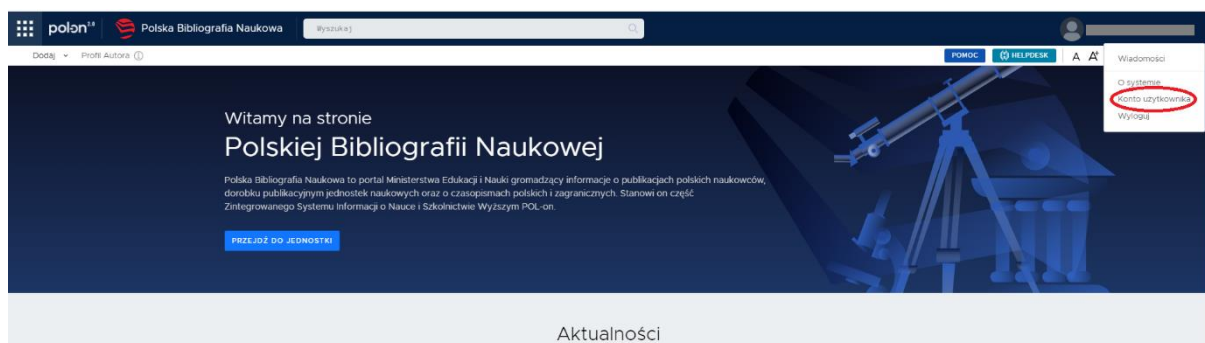 polon 2.0
Polska Bibliografia Naukowa
Wyszukaj
Dodaj
Profil Autora
POMOC
HELPDESK
A A+
Wiadomości
O systemie
Konto użytkownika
Wyloguj
Witamy na stronie
Polskiej Bibliografii Naukowej
Polska Bibliografia Naukowa to portal Ministerstwa Edukacji i Nauki gromadzący informacje o publikacjach polskich naukowców,
dorobku publikacyjnym jednostek naukowych oraz o czasopismach polskich i zagranicznych. Stanowi on część
Zintegrowanego Systemu Informacji o Nauce i Szkolnictwie Wyższym POL-on.
PRZEJDŹ DO JEDNOSTKI
Aktualności